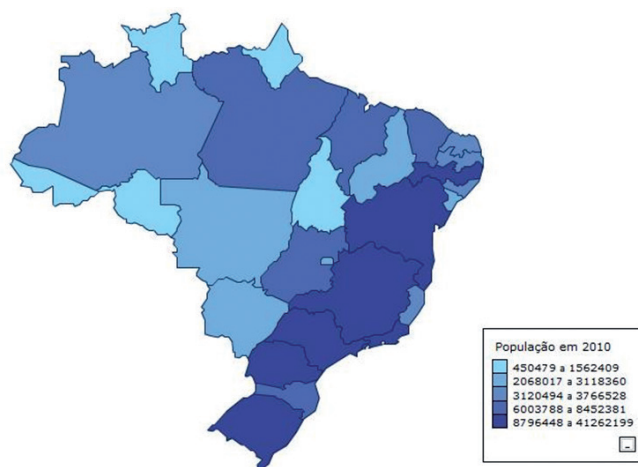 População em 2010
450479 a 1562409
2068017 a 3118360
3120494 a 3766528
6003788 a 8452381
8796448 a 41262199